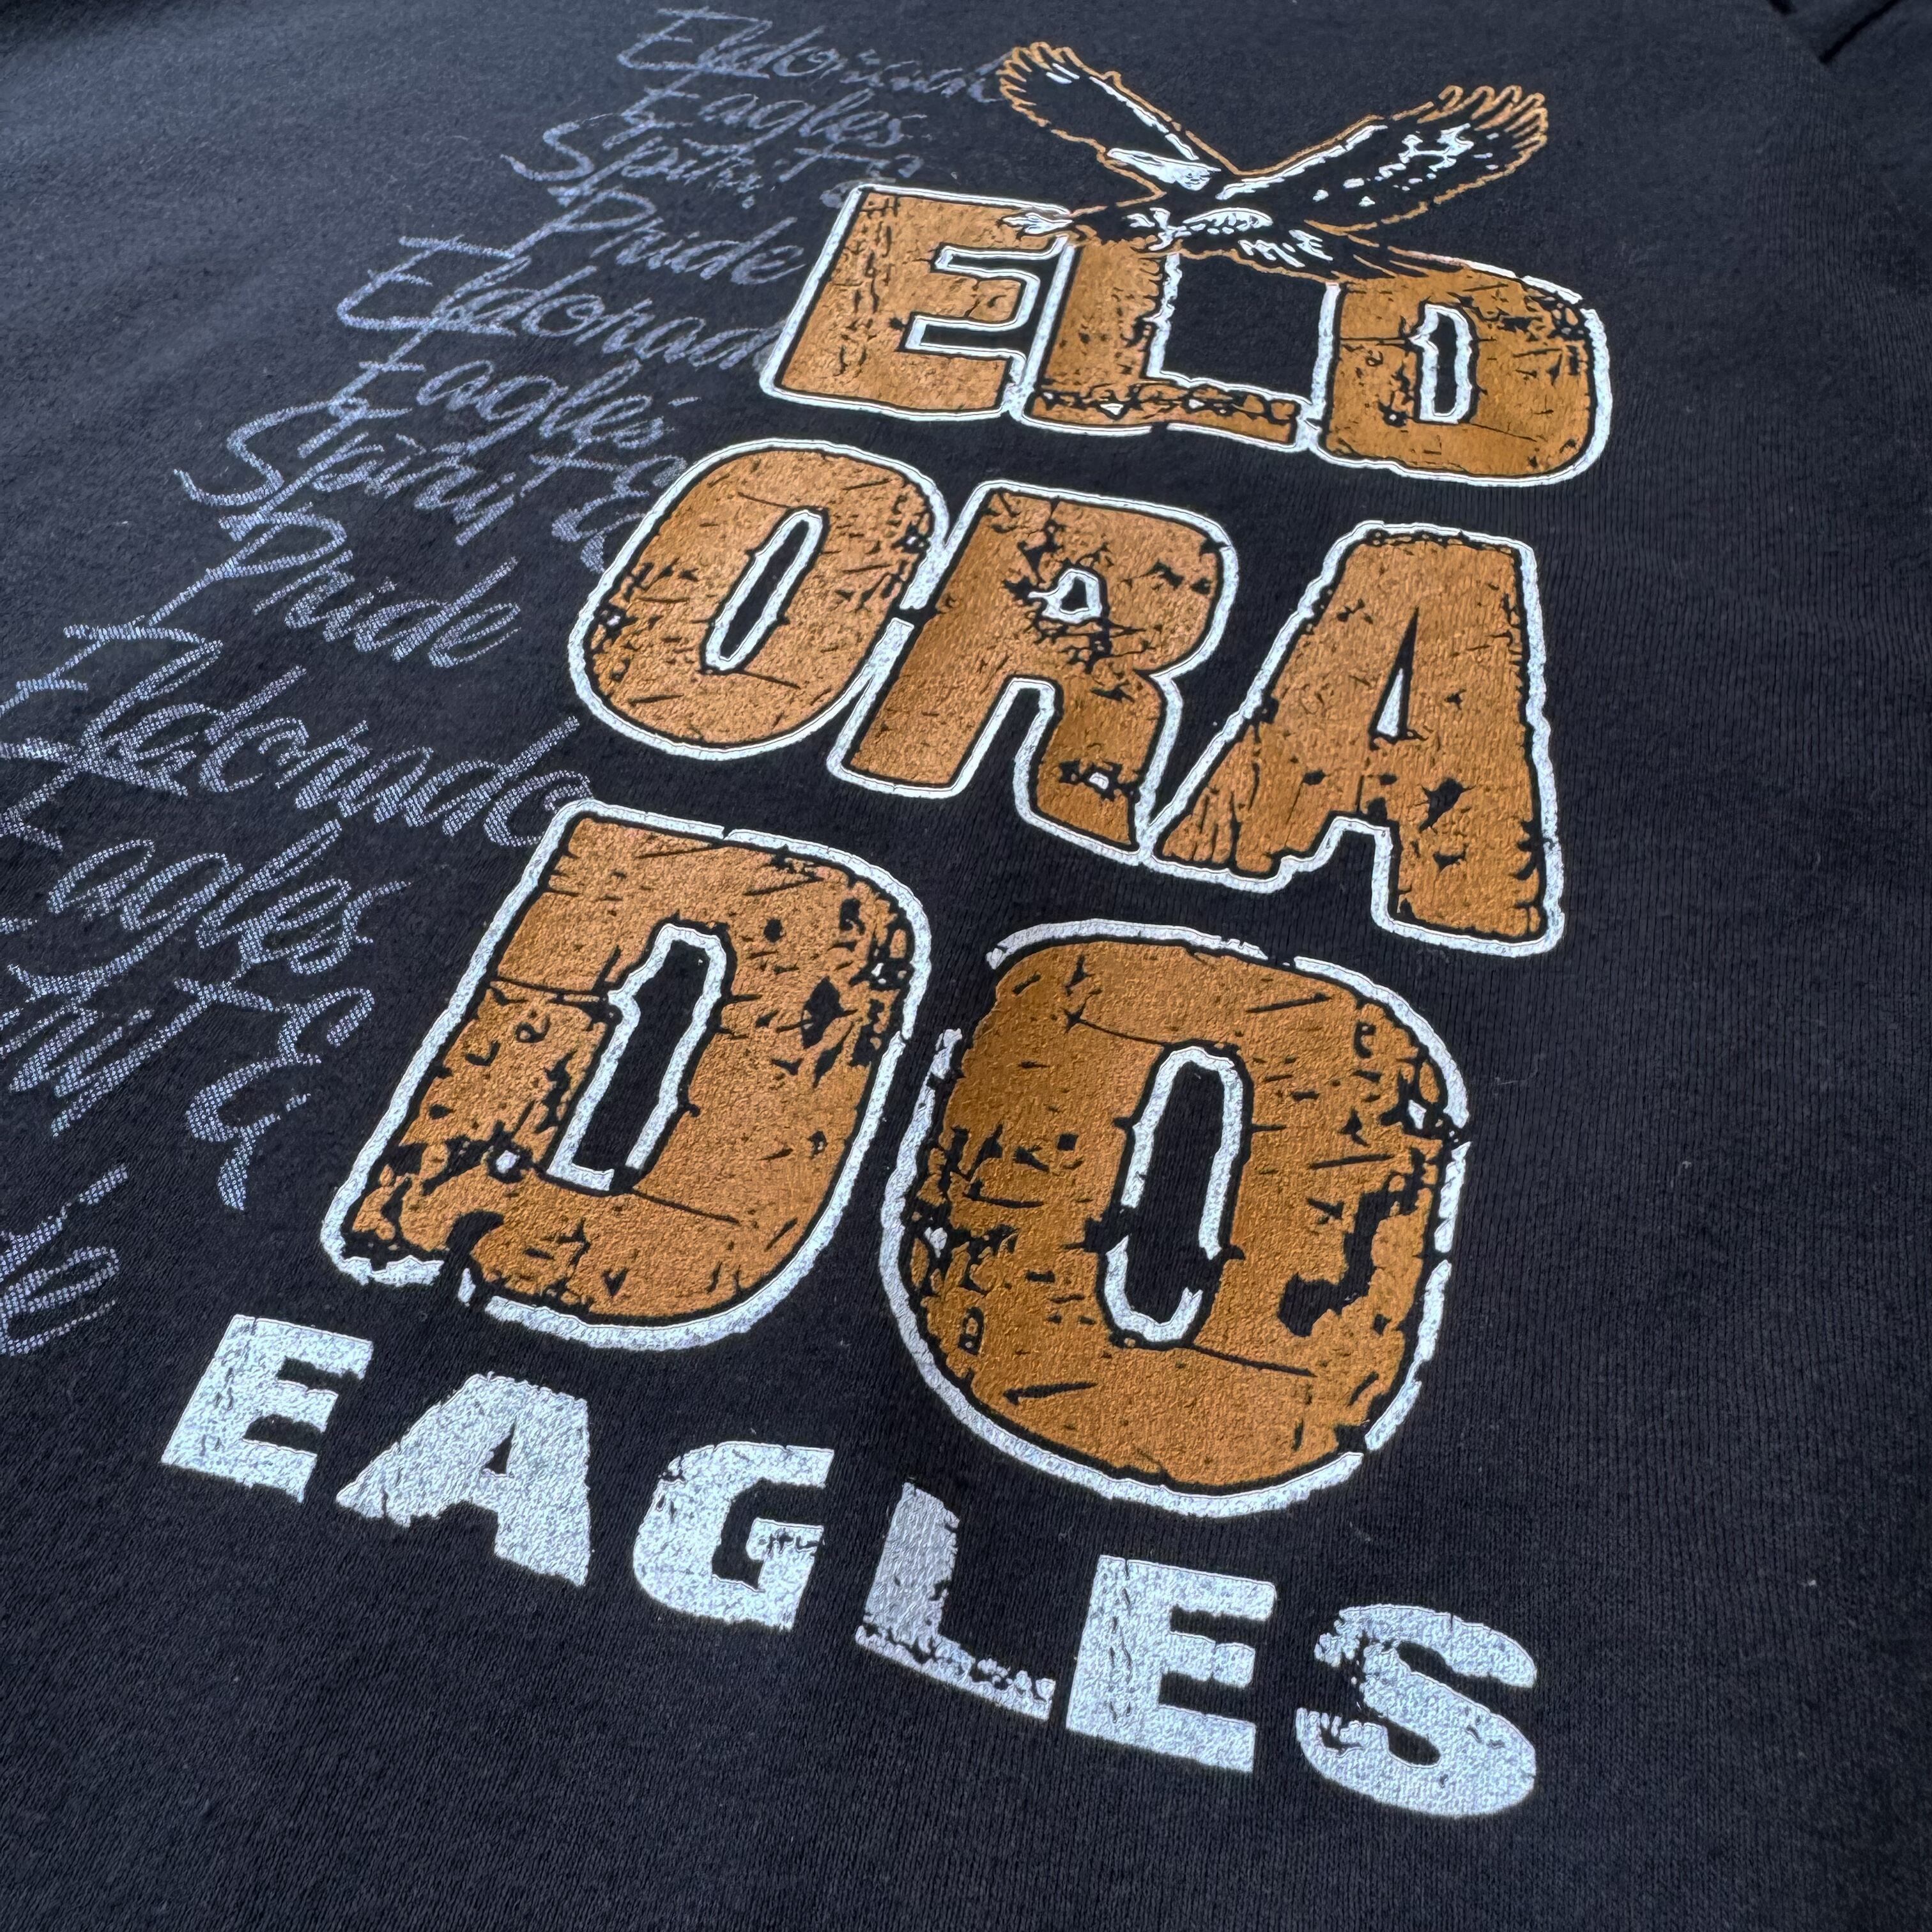 Eldorado
Eagles
Spirit &
Pride
Eldorado
Eagles
Spirit &
Pride
Eldorado
Eagles
&
ELD
ORA
DO
EAGLES